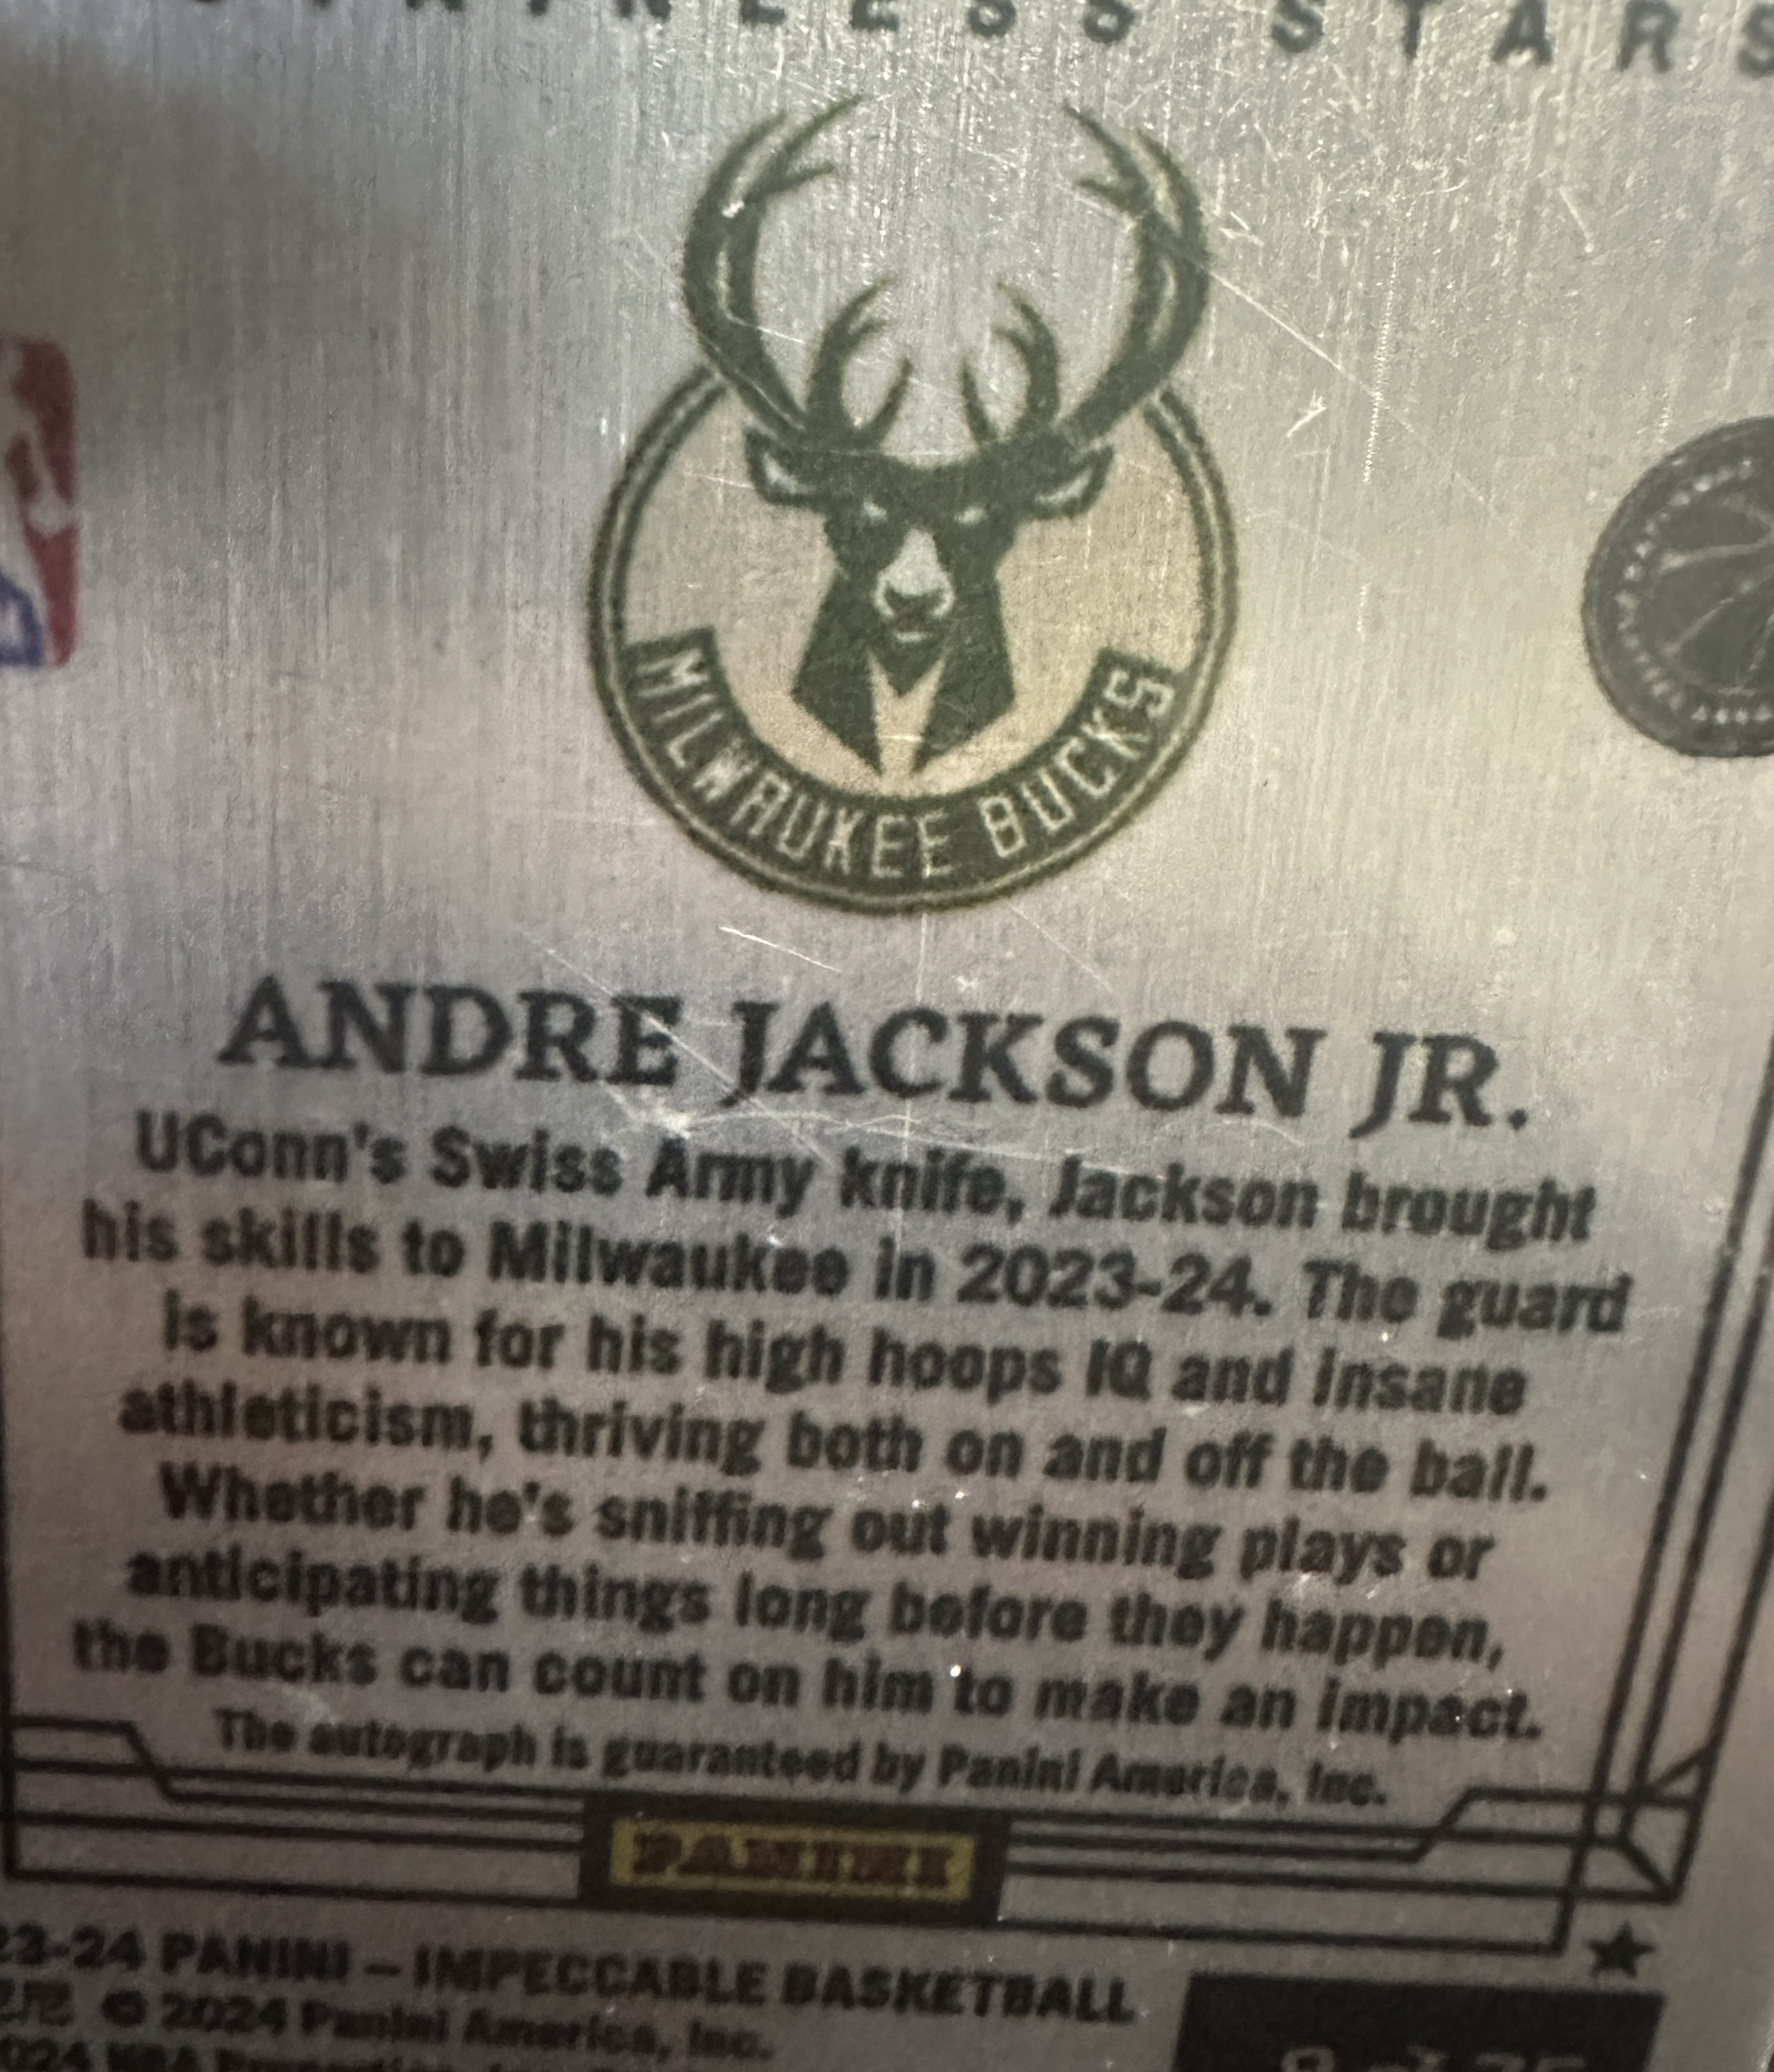 STARS
MILWAUKEE BUCKS
ANDRE JACKSON JR.
UConn's Swiss Army knife, Jackson brought
his skills to Milwaukee in 2023-24. The guard
is known for his high hoops IQ and insane
athleticism, thriving both on and off the ball.
Whether he's sniffing out winning plays or
anticipating things long before they happen,
the Bucks can count on him to make an impact.
The autograph is guaranteed by Panini America, Inc.
PANINI
23-24 PANINI – IMPECCABLE BASKETBALL
© 2024 Panini America, Inc.